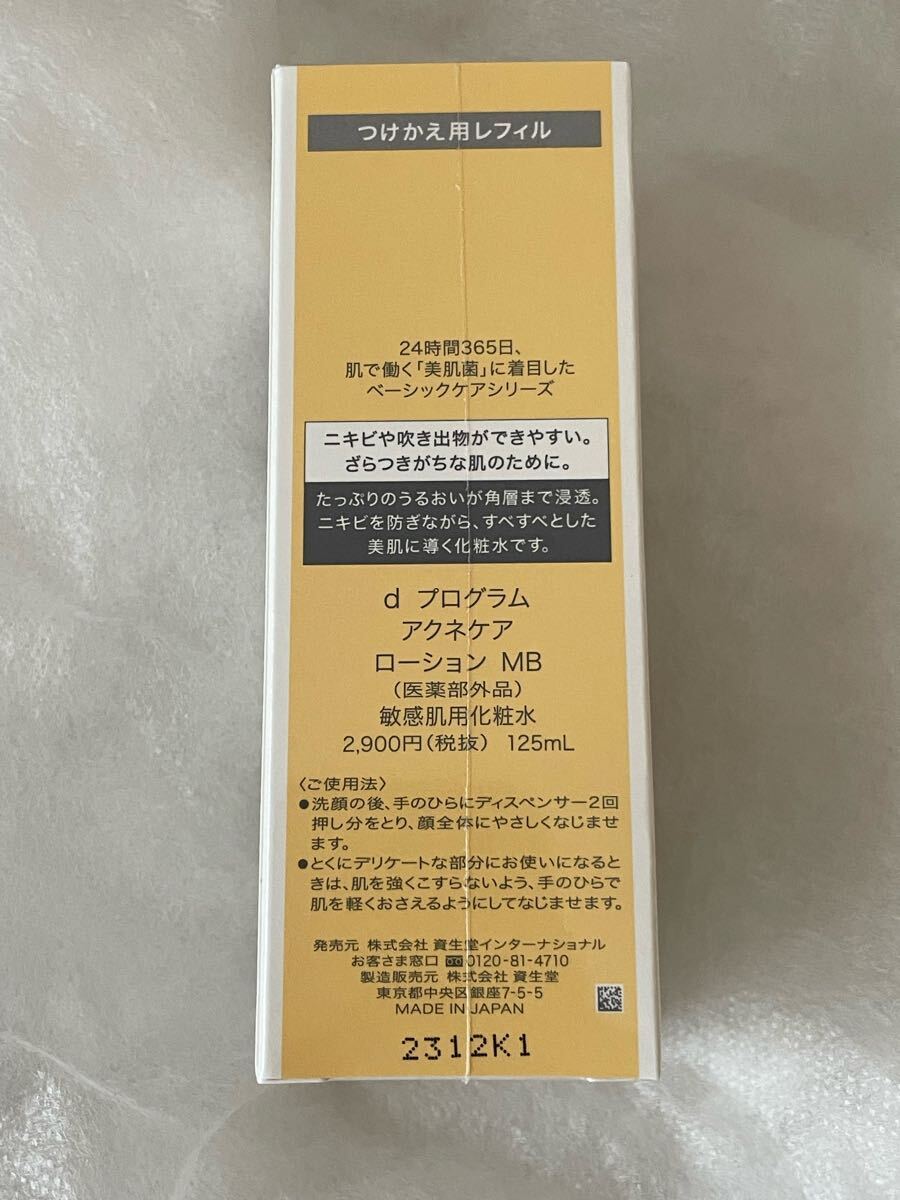 つけかえ用レフィル
24時間365日、
肌で働く「美肌菌」に着目した
ベーシックケアシリーズ
ニキビや吹き出物ができやすい。
ざらつきがちな肌のために。
たっぷりのうるおいが角層まで浸透。
ニキビを防ぎながら、すべすべとした
美肌に導く化粧水です。
d プログラム
アクネケア
ローション MB
（医薬部外品）
敏感肌用化粧水
2,900円（税抜） 125mL
〈ご使用法〉
●洗顔の後、手のひらにディスペンサー2回
押し分をとり、顔全体にやさしくなじませ
ます。
●とくにデリケートな部分にお使いになると
きは、肌を強くこすらないよう、手のひらで
肌を軽くおさえるようにしてなじませます。
発売元 株式会社 資生堂インターナショナル
お客さま窓口 0120-81-4710
製造販売元 株式会社 資生堂
東京都中央区銀座7-5-5
MADE IN JAPAN
2312K1